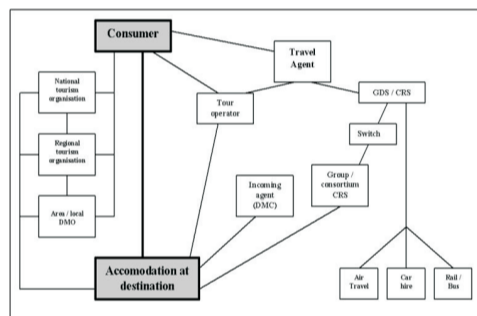 Consumer
Travel
Agent
National
tourism
organisation
Tour
operator
GDS / CRS
Switch
Regional
tourism
organisation
Incoming
agent
(DMC)
Group /
consortium
CRS
Area / local
DMO
Accomodation at
destination
Air
Travel
Car
hire
Rail /
Bus